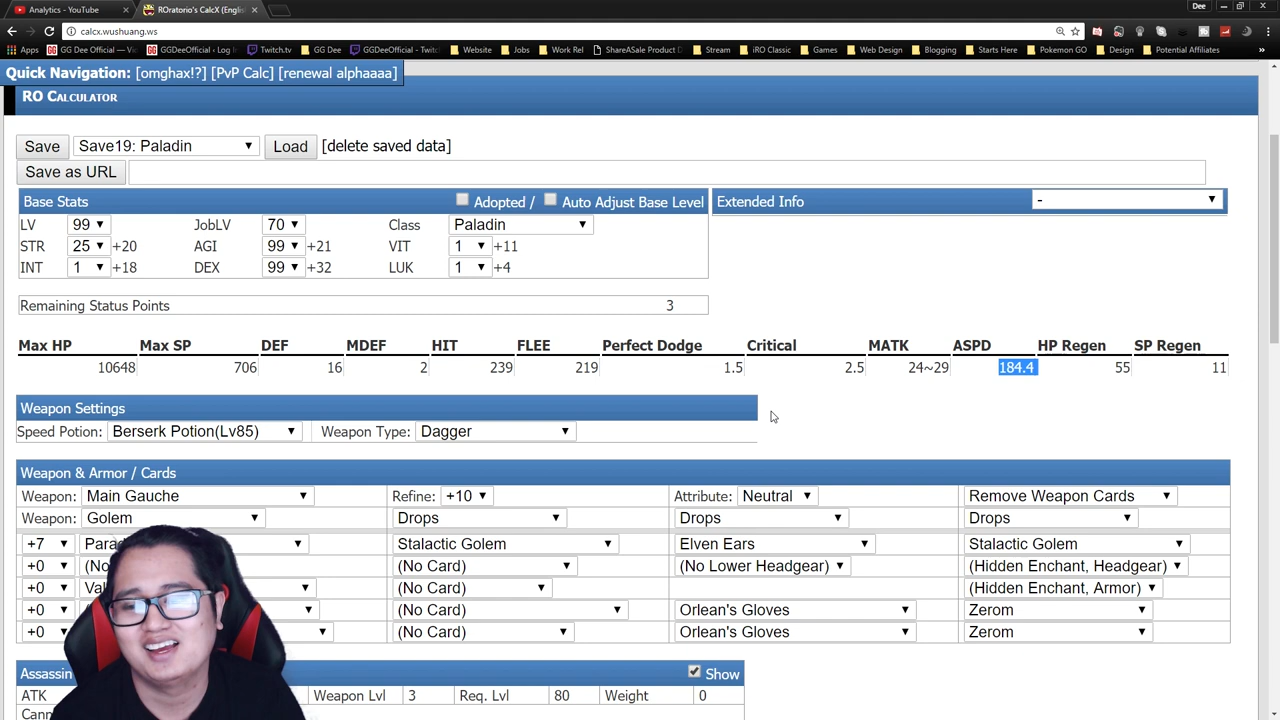 Analytics - YouTube × ROratorio's CalcX (Englis × Dee
calcx.wushuang.ws
Apps GG Dee Official — Vi GGDeeOfficial · Log In Twitch.tv GG Dee GGDeeOfficial - Twitc Website Jobs Work Rel ShareASale Product D Stream iRO Classic Games Web Design Blogging Starts Here Pokemon GO Design Potential Affiliates
Quick Navigation: [omghax!?] [PvP Calc] [renewal alphaaaa]
RO Calculator
Save Save19: Paladin Load [delete saved data]
Save as URL
Base Stats Adopted / Auto Adjust Base Level Extended Info -
LV 99 JobLV 70 Class Paladin
STR 25 +20 AGI 99 +21 VIT 1 +11
INT 1 +18 DEX 99 +32 LUK 1 +4
Remaining Status Points 3
Max HP Max SP DEF MDEF HIT FLEE Perfect Dodge Critical MATK ASPD HP Regen SP Regen
10648 706 16 2 239 219 1.5 2.5 24~29 184.4 55 11
Weapon Settings
Speed Potion: Berserk Potion(Lv85) Weapon Type: Dagger
Weapon & Armor / Cards
Weapon: Main Gauche Refine: +10 Attribute: Neutral Remove Weapon Cards
Weapon: Golem Drops Drops Drops
+7 Para Stalactic Golem Elven Ears Stalactic Golem
+0 (No (No Card) (No Lower Headgear) (Hidden Enchant, Headgear)
+0 Val (No Card) (Hidden Enchant, Armor)
+0 (No Card) Orlean's Gloves Zerom
+0 (No Card) Orlean's Gloves Zerom
Assassin Show
ATK Weapon Lvl 3 Req. Lvl 80 Weight 0